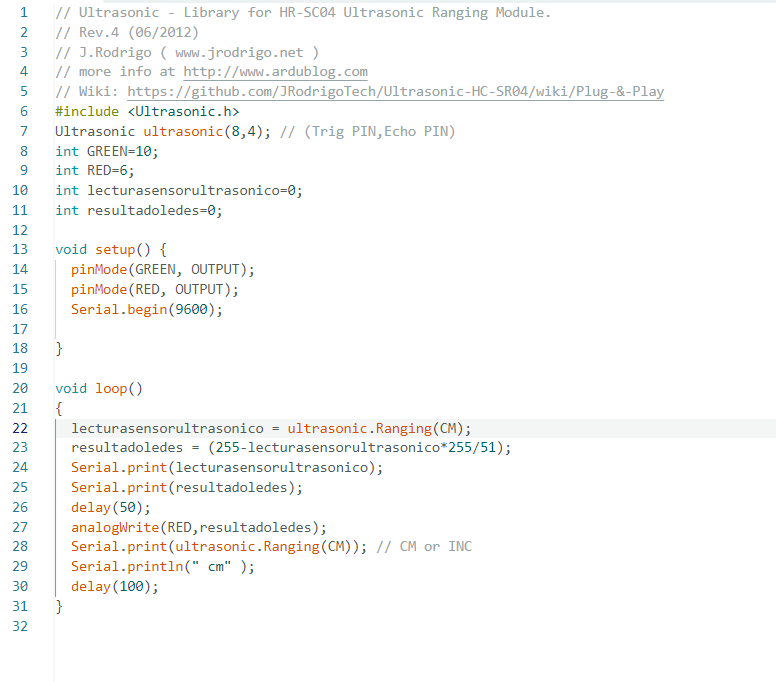 1 // Ultrasonic - Library for HR-SC04 Ultrasonic Ranging Module.
2 // Rev.4 (06/2012)
3 // J.Rodrigo ( www.jrodrigo.net )
4 // more info at http://www.ardublog.com
5 // Wiki: https://github.com/JRodrigoTech/Ultrasonic-HC-SR04/wiki/Plug-&-Play
6 #include <Ultrasonic.h>
7 Ultrasonic ultrasonic(8,4); // (Trig PIN,Echo PIN)
8 int GREEN=10;
9 int RED=6;
10 int lecturasensorultrasonico=0;
11 int resultadoledes=0;
12
13 void setup() {
14   pinMode(GREEN, OUTPUT);
15   pinMode(RED, OUTPUT);
16   Serial.begin(9600);
17
18 }
19
20 void loop()
21 {
22   lecturasensorultrasonico = ultrasonic.Ranging(CM);
23   resultadoledes = (255-lecturasensorultrasonico*255/51);
24   Serial.print(lecturasensorultrasonico);
25   Serial.print(resultadoledes);
26   delay(50);
27   analogWrite(RED,resultadoledes);
28   Serial.print(ultrasonic.Ranging(CM)); // CM or INC
29   Serial.println(" cm" );
30   delay(100);
31 }
32